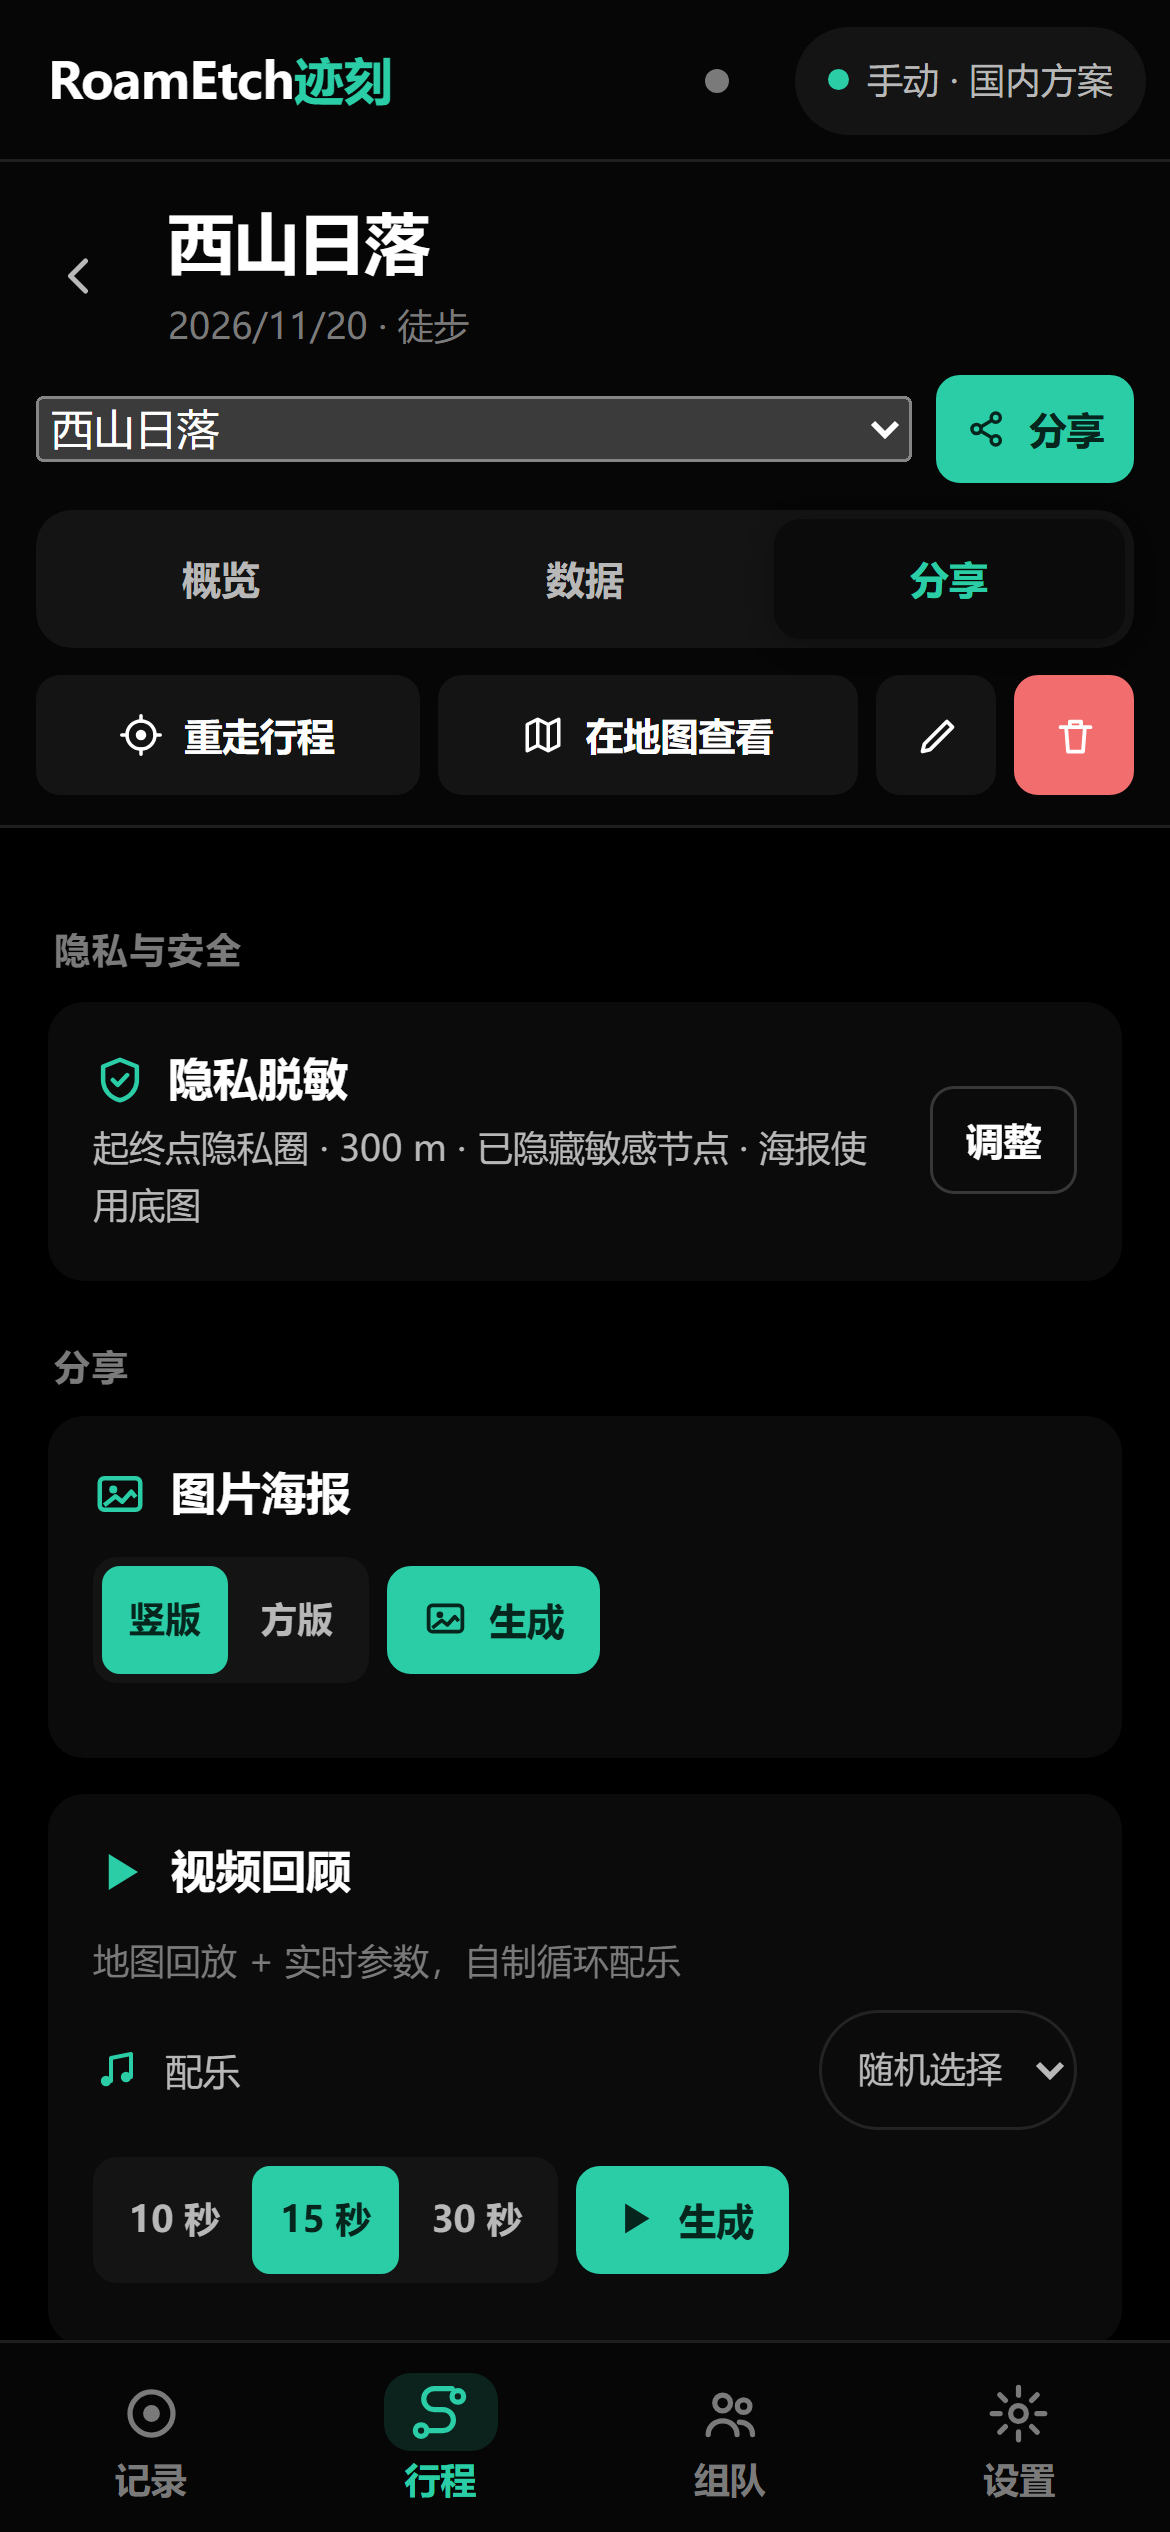 RoamEtch迹刻
手动 · 国内方案
西山日落
2026/11/20 · 徒步
西山日落
分享
概览 数据 分享
重走行程 在地图查看
隐私与安全
隐私脱敏
起终点隐私圈 · 300 m · 已隐藏敏感节点 · 海报使
用底图
调整
分享
图片海报
竖版 方版 生成
视频回顾
地图回放 + 实时参数，自制循环配乐
配乐 随机选择
10 秒 15 秒 30 秒 生成
记录 行程 组队 设置